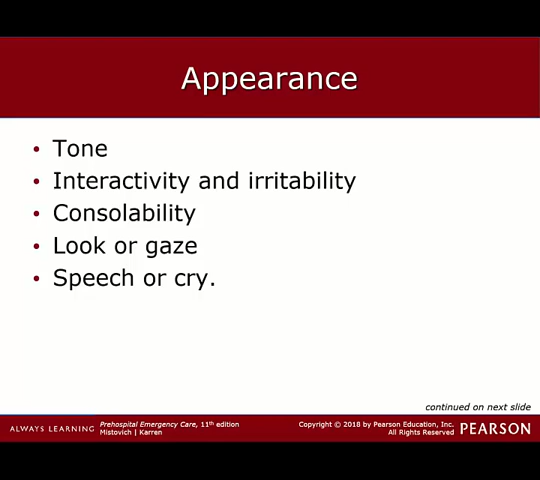 Appearance
• Tone
• Interactivity and irritability
• Consolability
• Look or gaze
• Speech or cry.
continued on next slide
ALWAYS LEARNING
Prehospital Emergency Care, 11th edition
Mistovich | Karren
Copyright © 2018 by Pearson Education, Inc.
All Rights Reserved
PEARSON